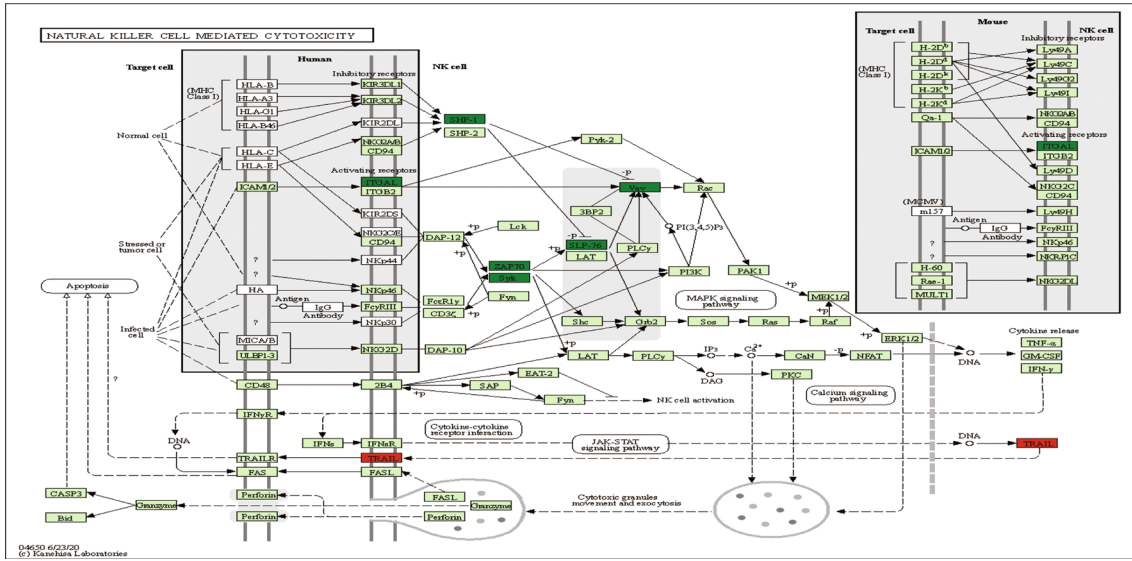 NATURAL KILLER CELL MEDIATED CYTOTOXICITY
Target cell
Human
NK cell
Inhibitory receptors
(MHC
Class I)
HLA-B
HLA-A3
HLA-G1
HLA-B46
KIR3DL1
KIR3DL2
KIR2DL
NKG2A/B
CD94
SHP-1
SHP-2
Normal cell
HLA-C
HLA-E
Activating receptors
ICAM1/2
ITGAL
ITGB2
KIR2DS
NKG2C/E
CD94
NKp44
Stressed or
tumor cell
?
?
HA
NKp46
Antigen
IgG
Antibody
FcγRIII
?
NKp30
Infected
cell
MICA/B
ULBP1-3
NKG2D
DAP-12
Lck
+p
+p
ZAP70
Syk
Fyn
FcεR1γ
CD3ζ
+p
DAP-10
Pyk-2
-p
Vav
Rac
3BP2
PI(3,4,5)P3
-p
+p
SLP-76
LAT
PLCγ
PI3K
PAK1
MAPK signaling
pathway
+p
MEK1/2
+p
Shc
Grb2
Sos
Ras
Raf
+p
ERK1/2
+p
LAT
PLCγ
IP3
Ca2+
CaN
-p
NFAT
DNA
DAG
PKC
Cytokine release
TNF-α
GM-CSF
IFN-γ
Calcium signaling
pathway
CD48
2B4
+p
EAT-2
SAP
Fyn
NK cell activation
Apoptosis
?
IFNγR
DNA
IFNs
IFNαR
Cytokine-cytokine
receptor interaction
JAK-STAT
signaling pathway
DNA
TRAIL
TRAILR
TRAIL
FAS
FASL
CASP3
Bid
Granzyme
Perforin
Perforin
FASL
Granzyme
Perforin
Cytotoxic granules
movement and exocytosis
Mouse
Target cell
NK cell
Inhibitory receptors
(MHC
Class I)
H-2Db
H-2Dd
H-2Dk
H-2Kb
H-2Kd
Qa-1
Ly49A
Ly49C
Ly49G2
Ly49I
NKG2A/B
CD94
Activating receptors
ICAM1/2
ITGAL
ITGB2
Ly49D
NKG2C
CD94
(MCMV)
m157
Ly49H
Antigen
IgG
Antibody
FcγRIII
?
NKp46
?
NKRP1C
H-60
Rae-1
MULT1
NKG2DL
04650 6/23/20
(c) Kanehisa Laboratories